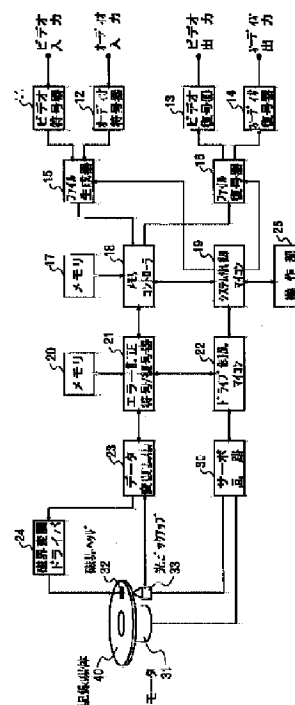 ビデオ入力
オーディオ入力
ビデオ出力
オーディオ出力
11
ビデオ符号器
12
オーディオ符号器
13
ビデオ復号器
14
オーディオ復号器
15
ファイル生成器
16
ファイル復号器
17
メモリ
18
メモリコントローラ
19
システム制御用マイコン
25
操作部
20
メモリ
21
エラー訂正符号/復号器
22
ドライブ制御用マイコン
23
データ
24
磁界変調ドライバ
30
サーボ回路
磁気ヘッド
32
光ピックアップ
33
記録媒体
40
モータ
31